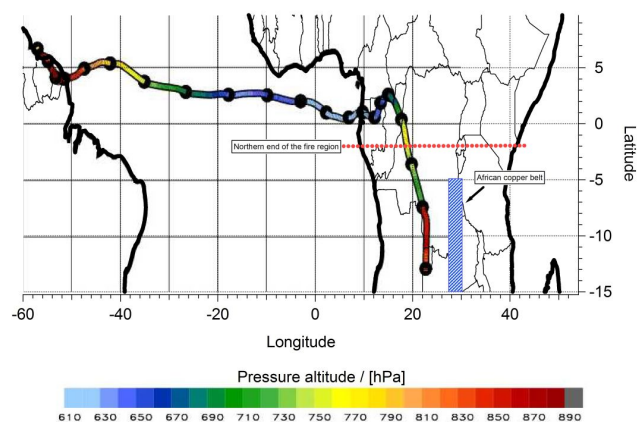 5
0
-5
-10
-15
Latitude
Northern end of the fire region
African copper belt
-60 -40 -20 0 20 40
Longitude
Pressure altitude / [hPa]
610 630 650 670 690 710 730 750 770 790 810 830 850 870 890